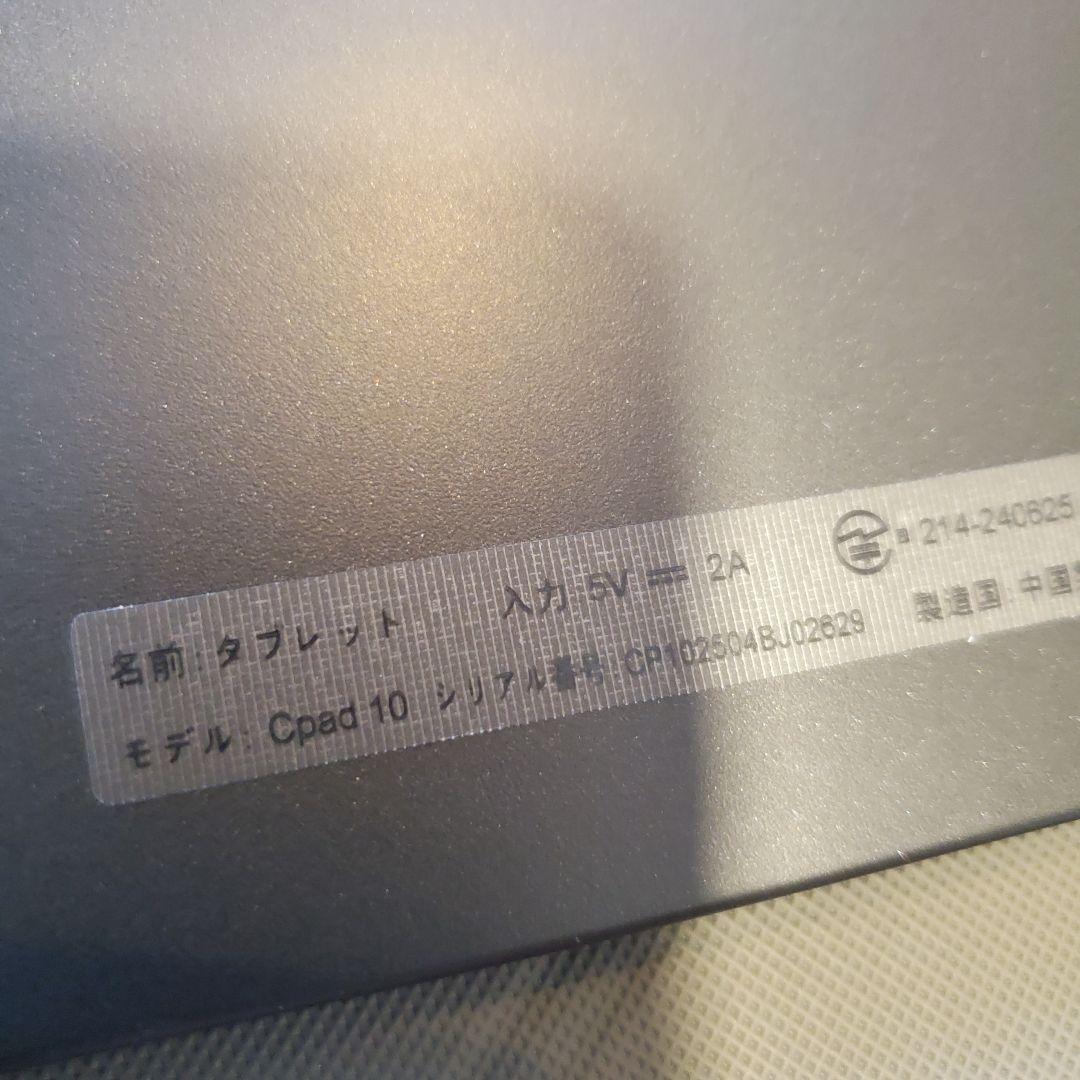 名前: タブレット 入力 5V 2A R 214-240625
モデル: Cpad 10 シリアル番号 CP102504BJ02629 製造国: 中国